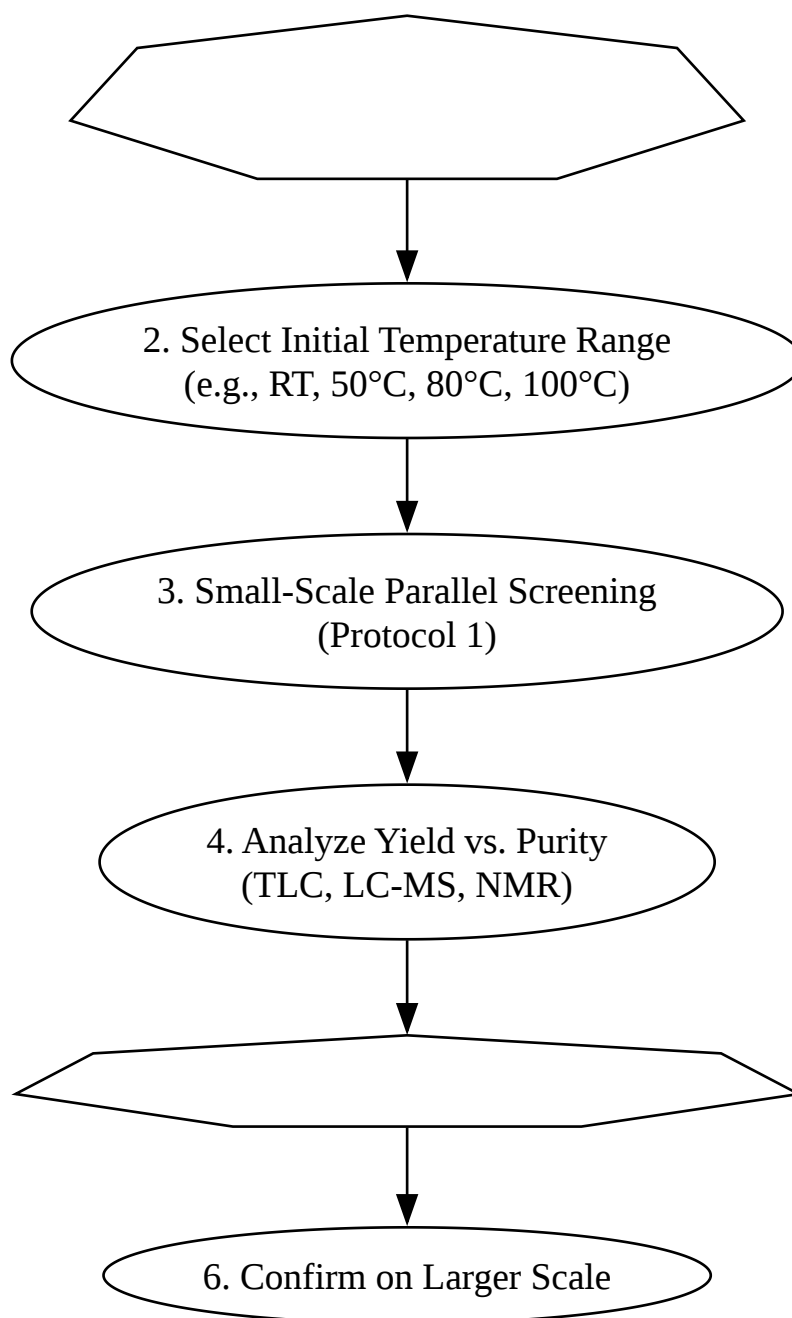 2. Select Initial Temperature Range
(e.g., RT, 50°C, 80°C, 100°C)
3. Small-Scale Parallel Screening
(Protocol 1)
4. Analyze Yield vs. Purity
(TLC, LC-MS, NMR)
6. Confirm on Larger Scale